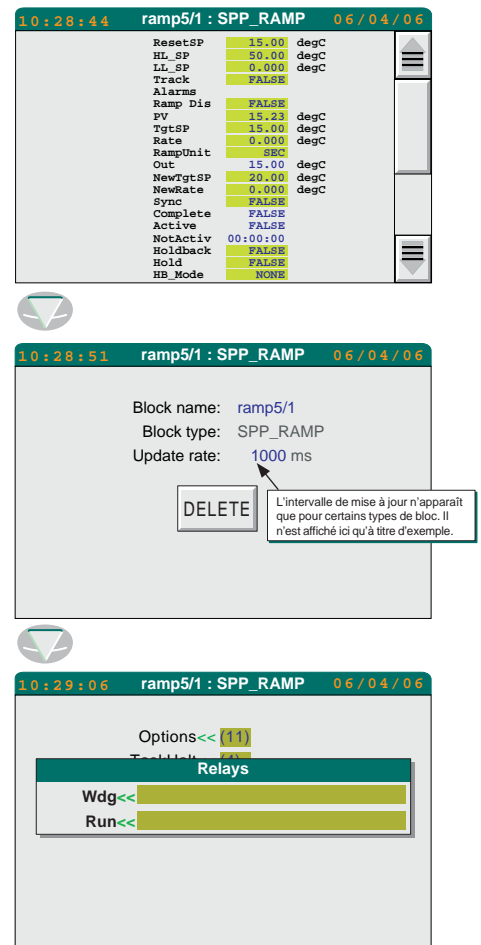 10:28:44 ramp5/1 : SPP_RAMP 06/04/06
ResetSP 15.00 degC
HL_SP 50.00 degC
LL_SP 0.000 degC
Track FALSE
Alarms
Ramp Dis FALSE
PV 15.23 degC
TgtSP 15.00 degC
Rate 0.000 degC
RampUnit SEC
Out 15.00 degC
NewTgtSP 20.00 degC
NewRate 0.000 degC
Sync FALSE
Complete FALSE
Active FALSE
NotActiv 00:00:00
Holdback FALSE
Hold FALSE
HB_Mode NONE
10:28:51 ramp5/1 : SPP_RAMP 06/04/06
Block name: ramp5/1
Block type: SPP_RAMP
Update rate: 1000 ms
DELETE
L'intervalle de mise à jour n'apparaît
que pour certains types de bloc. Il
n'est affiché ici qu'à titre d'exemple.
10:29:06 ramp5/1 : SPP_RAMP 06/04/06
Options<< (11)
Relays
Wdg<<
Run<<